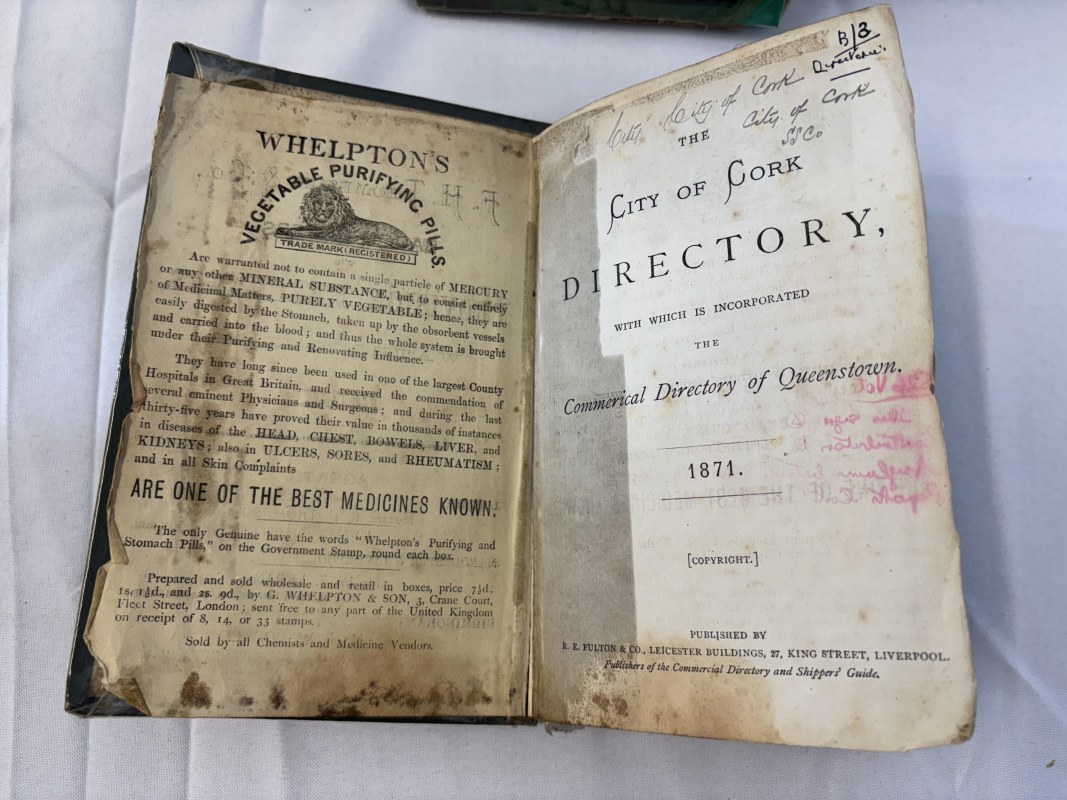 WHELPTON'S
VEGETABLE PURIFYING PILLS.
TRADE MARK (REGISTERED)
Are warranted not to contain a single particle of MERCURY
or any other MINERAL SUBSTANCE, but to consist entirely
of Medicinal Matters, PURELY VEGETABLE; hence, they are
easily digested by the Stomach, taken up by the obsorbent vessels
and carried into the blood; and thus the whole system is brought
under their Purifying and Renovating Influence.
They have long since been used in one of the largest County
Hospitals in Great Britain, and received the commendation of
several eminent Physicians and Surgeons; and during the last
thirty-five years have proved their value in thousands of instances
in diseases of the HEAD, CHEST, BOWELS, LIVER, and
KIDNEYS; also in ULCERS, SORES, and RHEUMATISM;
and in all Skin Complaints
ARE ONE OF THE BEST MEDICINES KNOWN.
The only Genuine have the words "Whelpton's Purifying and
Stomach Pills," on the Government Stamp, round each box.
Prepared and sold wholesale and retail in boxes, price 7½d.,
1s. 1½d., and 2s. 9d., by G. WHELPTON & SON, 3, Crane Court,
Fleet Street, London; sent free to any part of the United Kingdom
on receipt of 8, 14, or 33 stamps.
Sold by all Chemists and Medicine Vendors.
B/3
City City of Cork
City of Cork
SSCo
THE
CITY OF CORK
DIRECTORY,
WITH WHICH IS INCORPORATED
THE
Commerical Directory of Queenstown.
1871.
[COPYRIGHT.]
PUBLISHED BY
R. E. FULTON & CO., LEICESTER BUILDINGS, 27, KING STREET, LIVERPOOL.
Publishers of the Commercial Directory and Shippers' Guide.